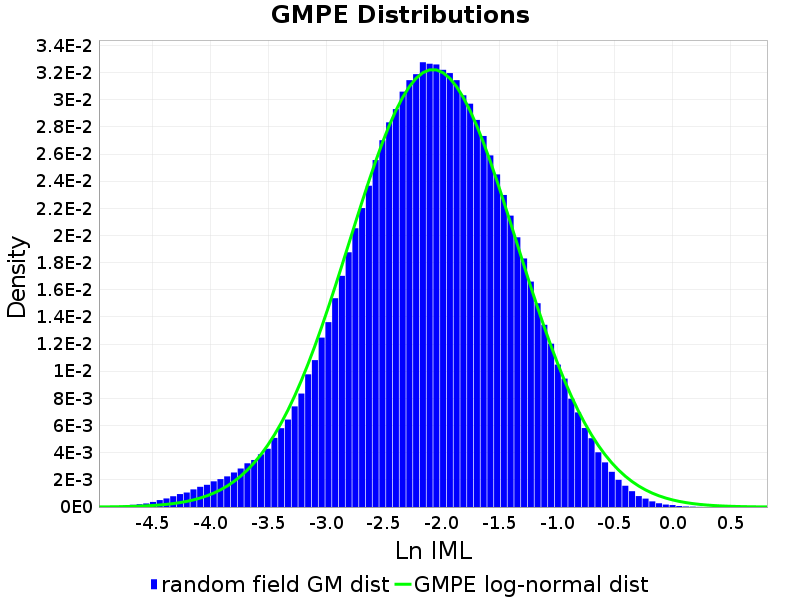 GMPE Distributions
3.4E-2
3.2E-2
3E-2
2.8E-2
2.6E-2
2.4E-2
2.2E-2
2E-2
1.8E-2
1.6E-2
1.4E-2
1.2E-2
1E-2
8E-3
6E-3
4E-3
2E-3
0E0
Density
-4.5 -4.0 -3.5 -3.0 -2.5 -2.0 -1.5 -1.0 -0.5 0.0 0.5
Ln IML
random field GM dist GMPE log-normal dist